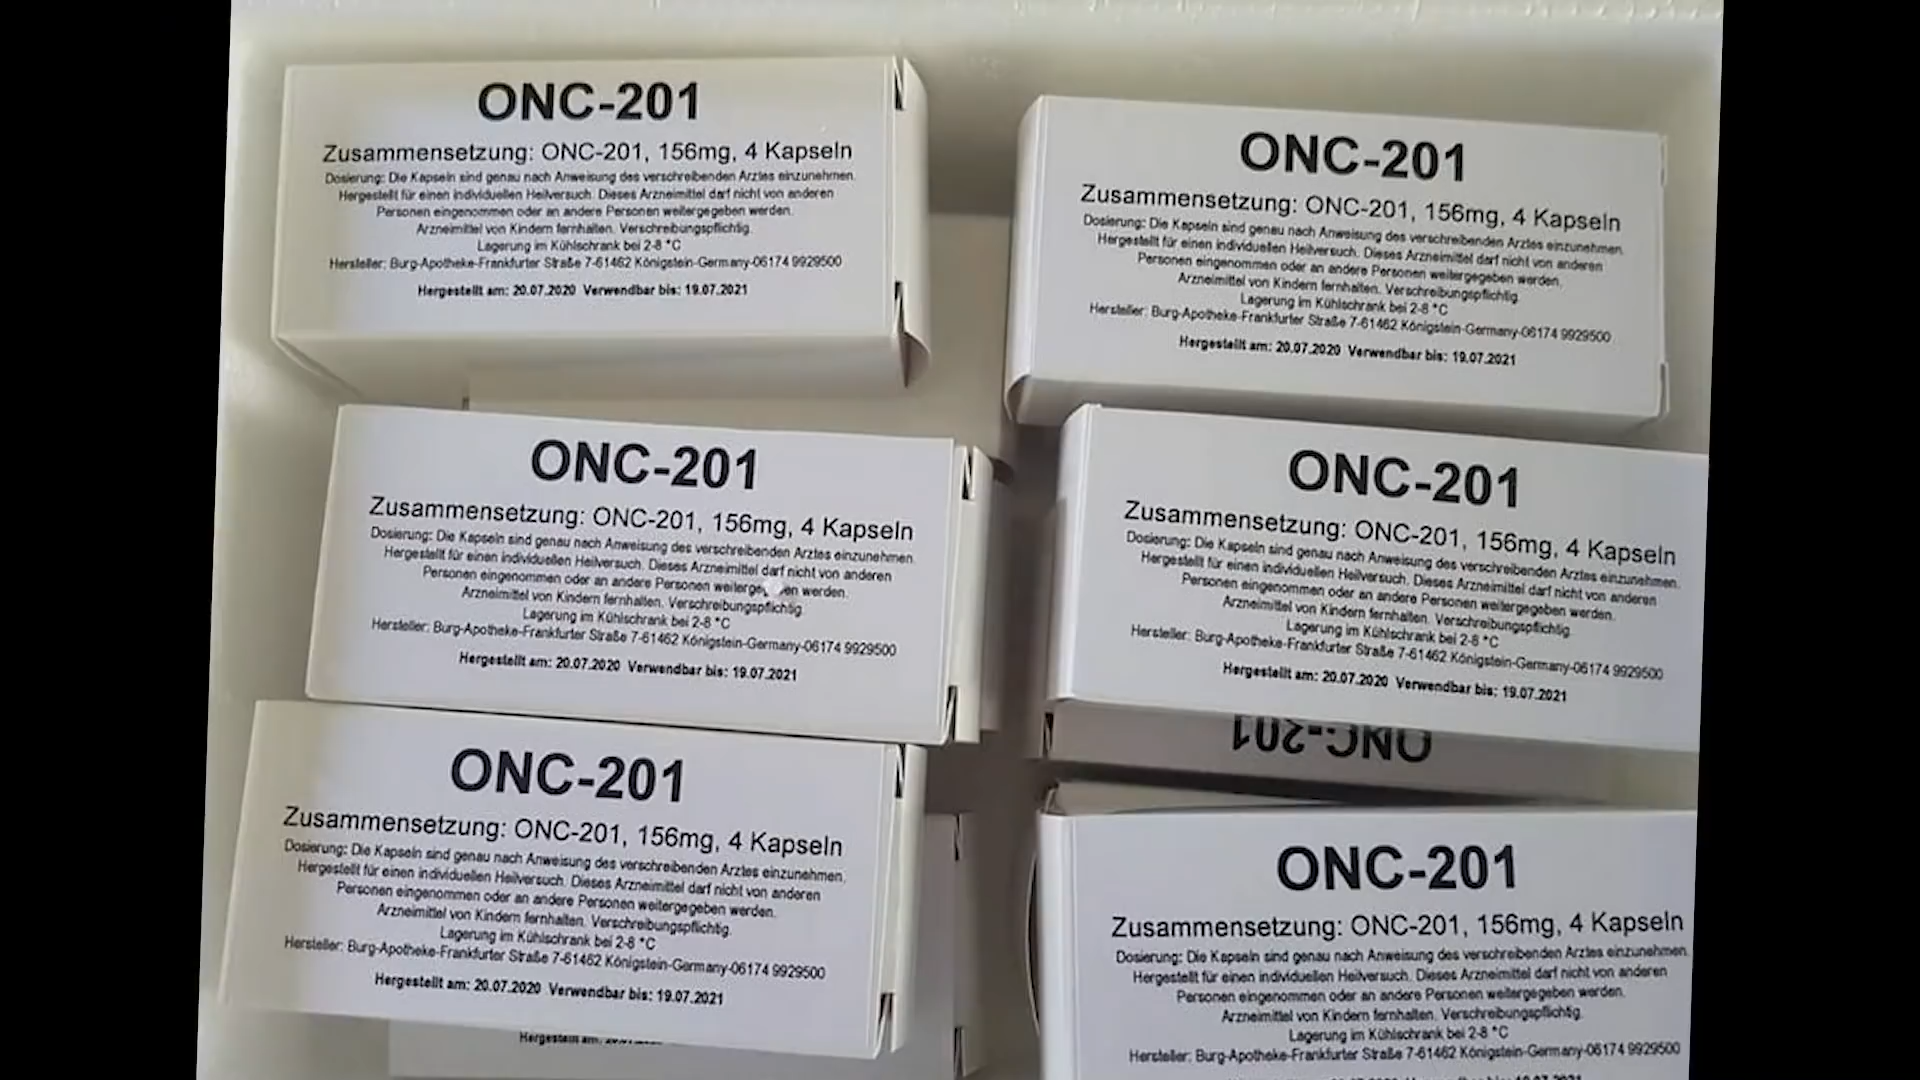 ONC-201
Zusammensetzung: ONC-201, 156mg, 4 Kapseln
Dosierung: Die Kapseln sind genau nach Anweisung des verschreibenden Arztes einzunehmen.
Hergestellt für einen individuellen Heilversuch. Dieses Arzneimittel darf nicht von anderen
Personen eingenommen oder an andere Personen weitergegeben werden.
Arzneimittel von Kindern fernhalten. Verschreibungspflichtig.
Lagerung im Kühlschrank bei 2-8 °C
Hersteller: Burg-Apotheke-Frankfurter Straße 7-61462 Königstein-Germany-06174 9929500
Hergestellt am: 20.07.2020 Verwendbar bis: 19.07.2021
ONC-201
Zusammensetzung: ONC-201, 156mg, 4 Kapseln
Dosierung: Die Kapseln sind genau nach Anweisung des verschreibenden Arztes einzunehmen.
Hergestellt für einen individuellen Heilversuch. Dieses Arzneimittel darf nicht von anderen
Personen eingenommen oder an andere Personen weitergegeben werden.
Arzneimittel von Kindern fernhalten. Verschreibungspflichtig.
Lagerung im Kühlschrank bei 2-8 °C
Hersteller: Burg-Apotheke-Frankfurter Straße 7-61462 Königstein-Germany-06174 9929500
Hergestellt am: 20.07.2020 Verwendbar bis: 19.07.2021
ONC-201
Zusammensetzung: ONC-201, 156mg, 4 Kapseln
Dosierung: Die Kapseln sind genau nach Anweisung des verschreibenden Arztes einzunehmen.
Hergestellt für einen individuellen Heilversuch. Dieses Arzneimittel darf nicht von anderen
Personen eingenommen oder an andere Personen werden.
Arzneimittel von Kindern fernhalten. Verschreibungspflichtig.
Lagerung im Kühlschrank bei 2-8 °C
Hersteller: Burg-Apotheke-Frankfurter Straße 7-61462 Königstein-Germany-06174 9929500
Hergestellt am: 20.07.2020 Verwendbar bis: 19.07.2021
ONC-201
Zusammensetzung: ONC-201, 156mg, 4 Kapseln
Dosierung: Die Kapseln sind genau nach Anweisung des verschreibenden Arztes einzunehmen.
Hergestellt für einen individuellen Heilversuch. Dieses Arzneimittel darf nicht von anderen
Personen eingenommen oder an andere Personen weitergegeben werden.
Arzneimittel von Kindern fernhalten. Verschreibungspflichtig.
Lagerung im Kühlschrank bei 2-8 °C
Hersteller: Burg-Apotheke-Frankfurter Straße 7-61462 Königstein-Germany-06174 9929500
Hergestellt am: 20.07.2020 Verwendbar bis: 19.07.2021
ONC-201
ONC-201
Zusammensetzung: ONC-201, 156mg, 4 Kapseln
Dosierung: Die Kapseln sind genau nach Anweisung des verschreibenden Arztes einzunehmen.
Hergestellt für einen individuellen Heilversuch. Dieses Arzneimittel darf nicht von anderen
Personen eingenommen oder an andere Personen weitergegeben werden.
Arzneimittel von Kindern fernhalten. Verschreibungspflichtig.
Lagerung im Kühlschrank bei 2-8 °C
Hersteller: Burg-Apotheke-Frankfurter Straße 7-61462 Königstein-Germany-06174 9929500
Hergestellt am: 20.07.2020 Verwendbar bis: 19.07.2021
Hergestellt am:
ONC-201
Zusammensetzung: ONC-201, 156mg, 4 Kapseln
Dosierung: Die Kapseln sind genau nach Anweisung des verschreibenden Arztes einzunehmen.
Hergestellt für einen individuellen Heilversuch. Dieses Arzneimittel darf nicht von anderen
Personen eingenommen oder an andere Personen weitergegeben werden.
Arzneimittel von Kindern fernhalten. Verschreibungspflichtig.
Lagerung im Kühlschrank bei 2-8 °C
Hersteller: Burg-Apotheke-Frankfurter Straße 7-61462 Königstein-Germany-06174 9929500